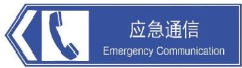 应急通信
Emergency Communication